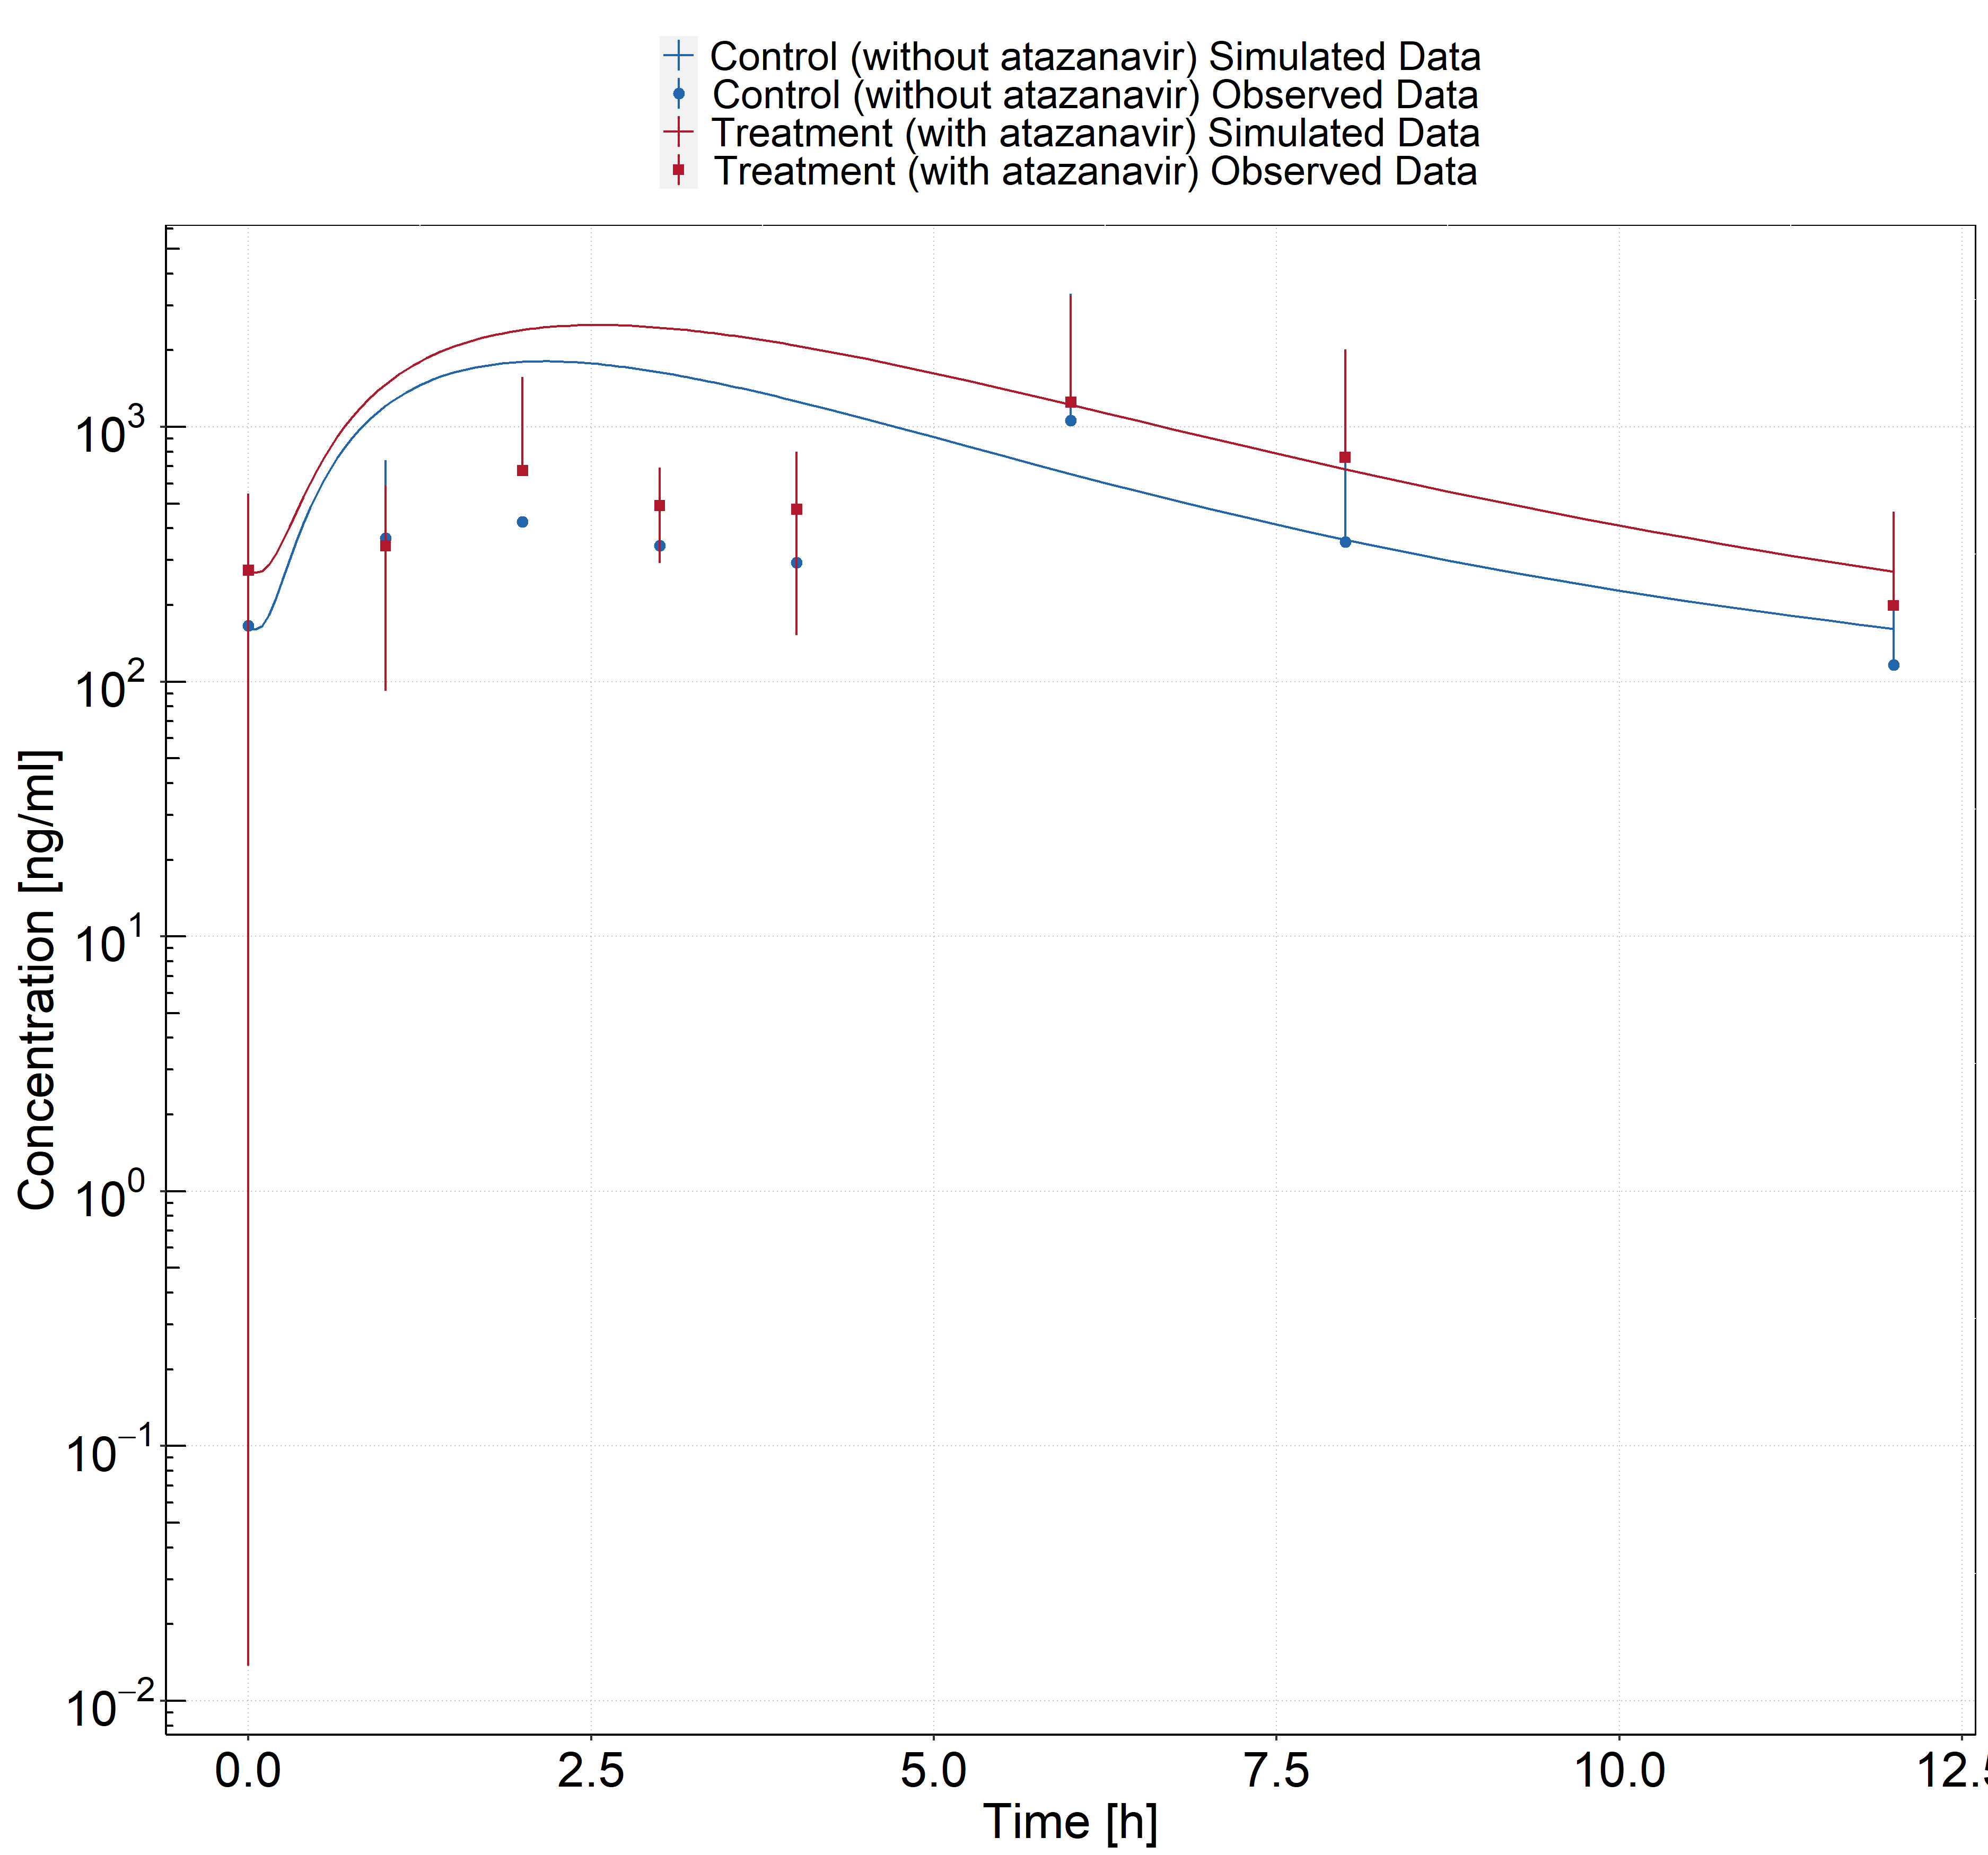 Control (without atazanavir) Simulated Data
Control (without atazanavir) Observed Data
Treatment (with atazanavir) Simulated Data
Treatment (with atazanavir) Observed Data
Concentration [ng/ml]
10³
10²
10¹
10⁰
10⁻¹
10⁻²
0.0 2.5 5.0 7.5 10.0 12.5
Time [h]